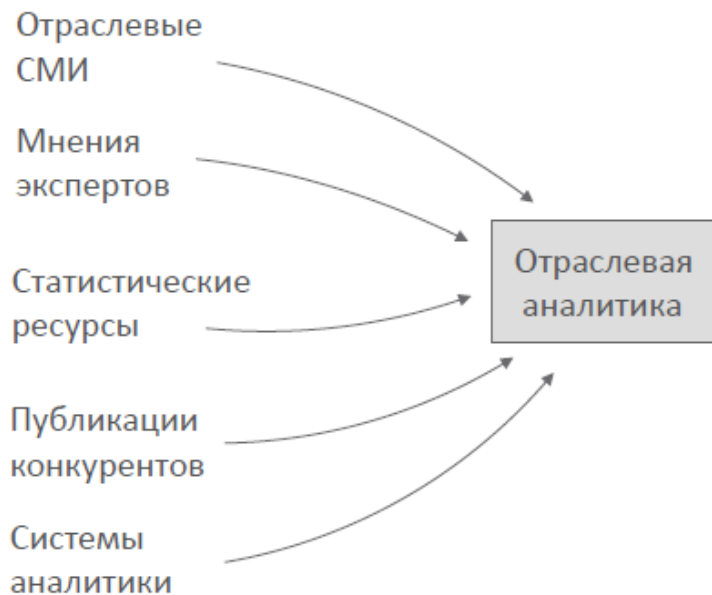 Отраслевые
СМИ
Мнения
экспертов
Статистические
ресурсы
Публикации
конкурентов
Системы
аналитики
Отраслевая
аналитика